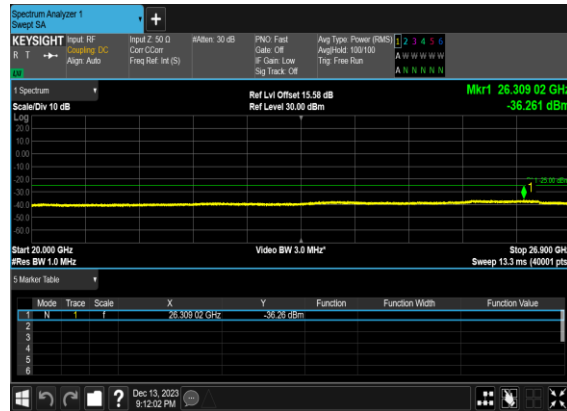 Spectrum Analyzer 1
Swept SA
KEYSIGHT Input: RF Input Z: 50 Ω #Atten: 30 dB PNO: Fast Avg Type: Power (RMS) 1 2 3 4 5 6
R T Coupling: DC Corr CCorr Gate: Off Avg|Hold: 100/100 A W W W W W
Align: Auto Freq Ref: Int (S) IF Gain: Low Trig: Free Run
Sig Track: Off A N N N N N
1 Spectrum Ref Lvl Offset 15.58 dB Mkr1 26.309 02 GHz
Scale/Div 10 dB Ref Level 30.00 dBm -36.261 dBm
Log
20.0
10.0
0.00
-10.0
-20.0
-25.00 dBm
-30.0
1
-40.0
-50.0
-60.0
Start 20.000 GHz Video BW 3.0 MHz* Stop 26.900 GHz
#Res BW 1.0 MHz Sweep 13.3 ms (40001 pts)
5 Marker Table
Mode Trace Scale X Y Function Function Width Function Value
1 N 1 f 26.309 02 GHz -36.26 dBm
2
3
4
5
6
? Dec 13, 2023
9:12:02 PM